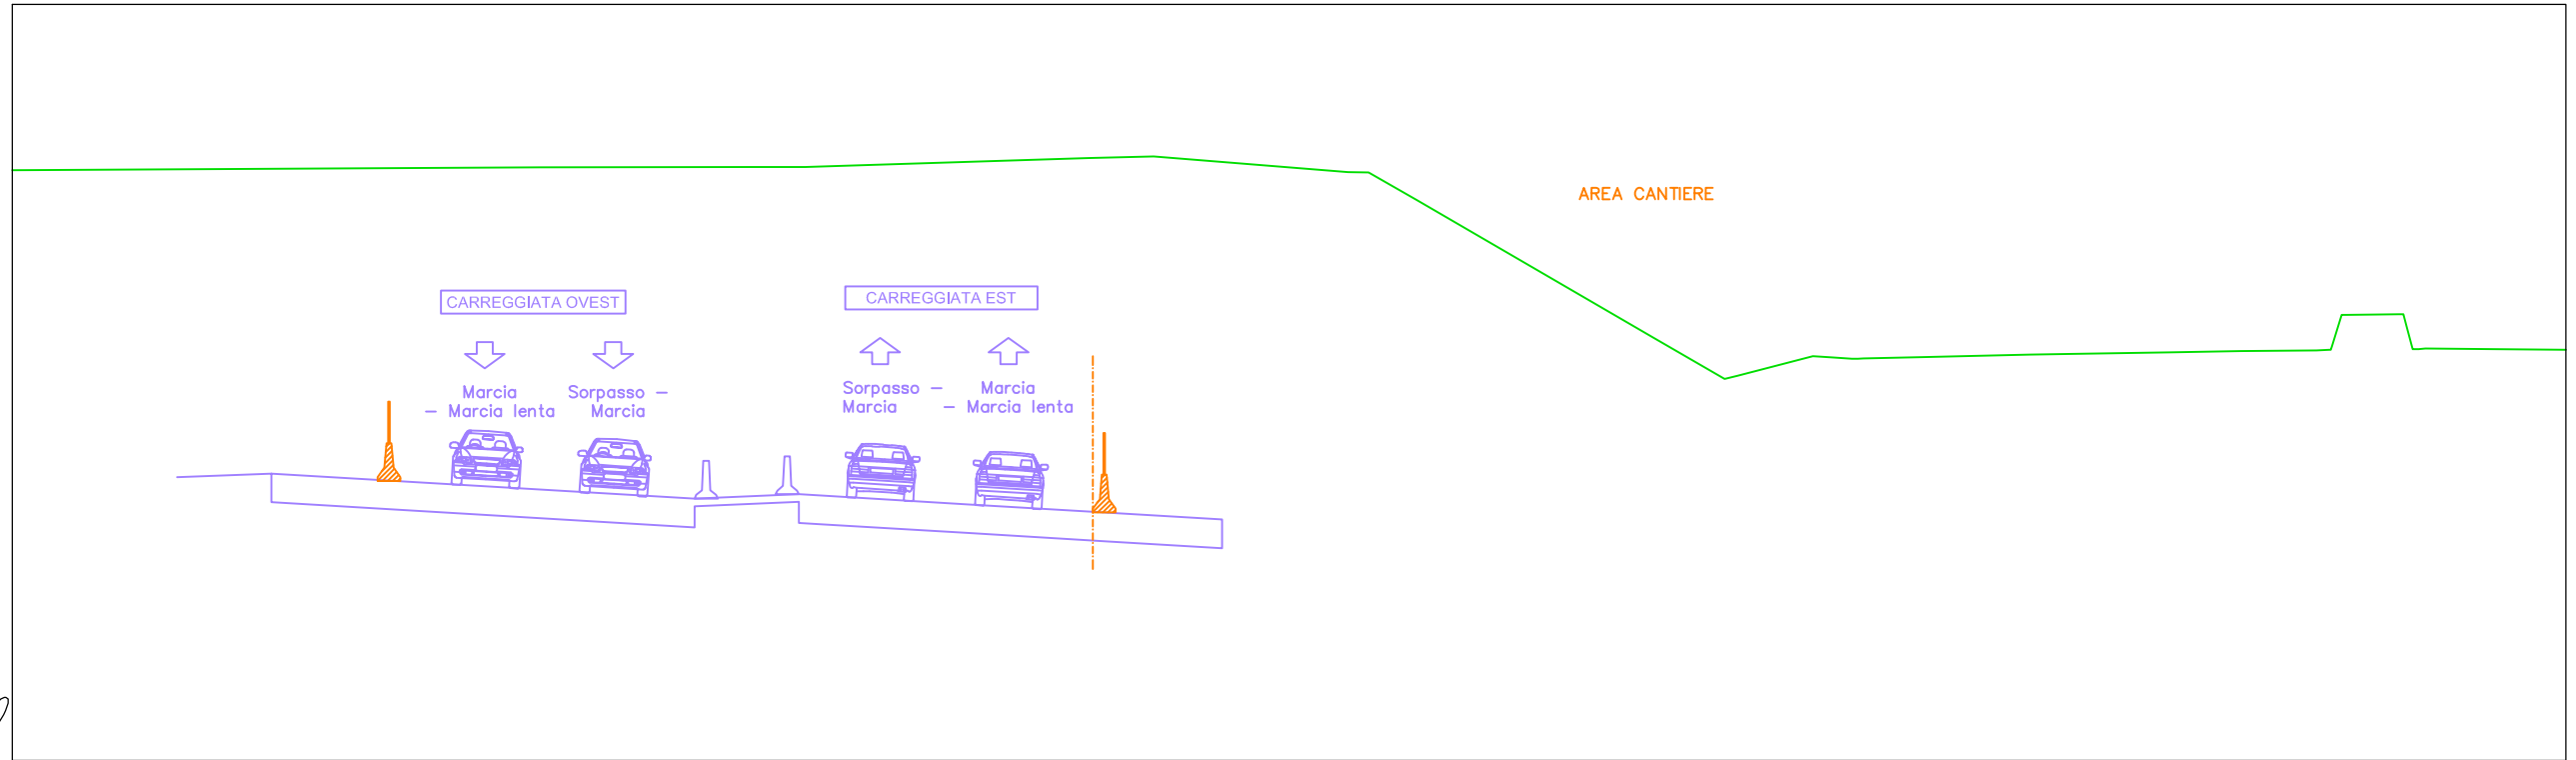 AREA CANTIERE
CARREGGIATA OVEST
CARREGGIATA EST
Marcia
- Marcia lenta
Sorpasso -
Marcia
Sorpasso -
Marcia
Marcia
- Marcia lenta